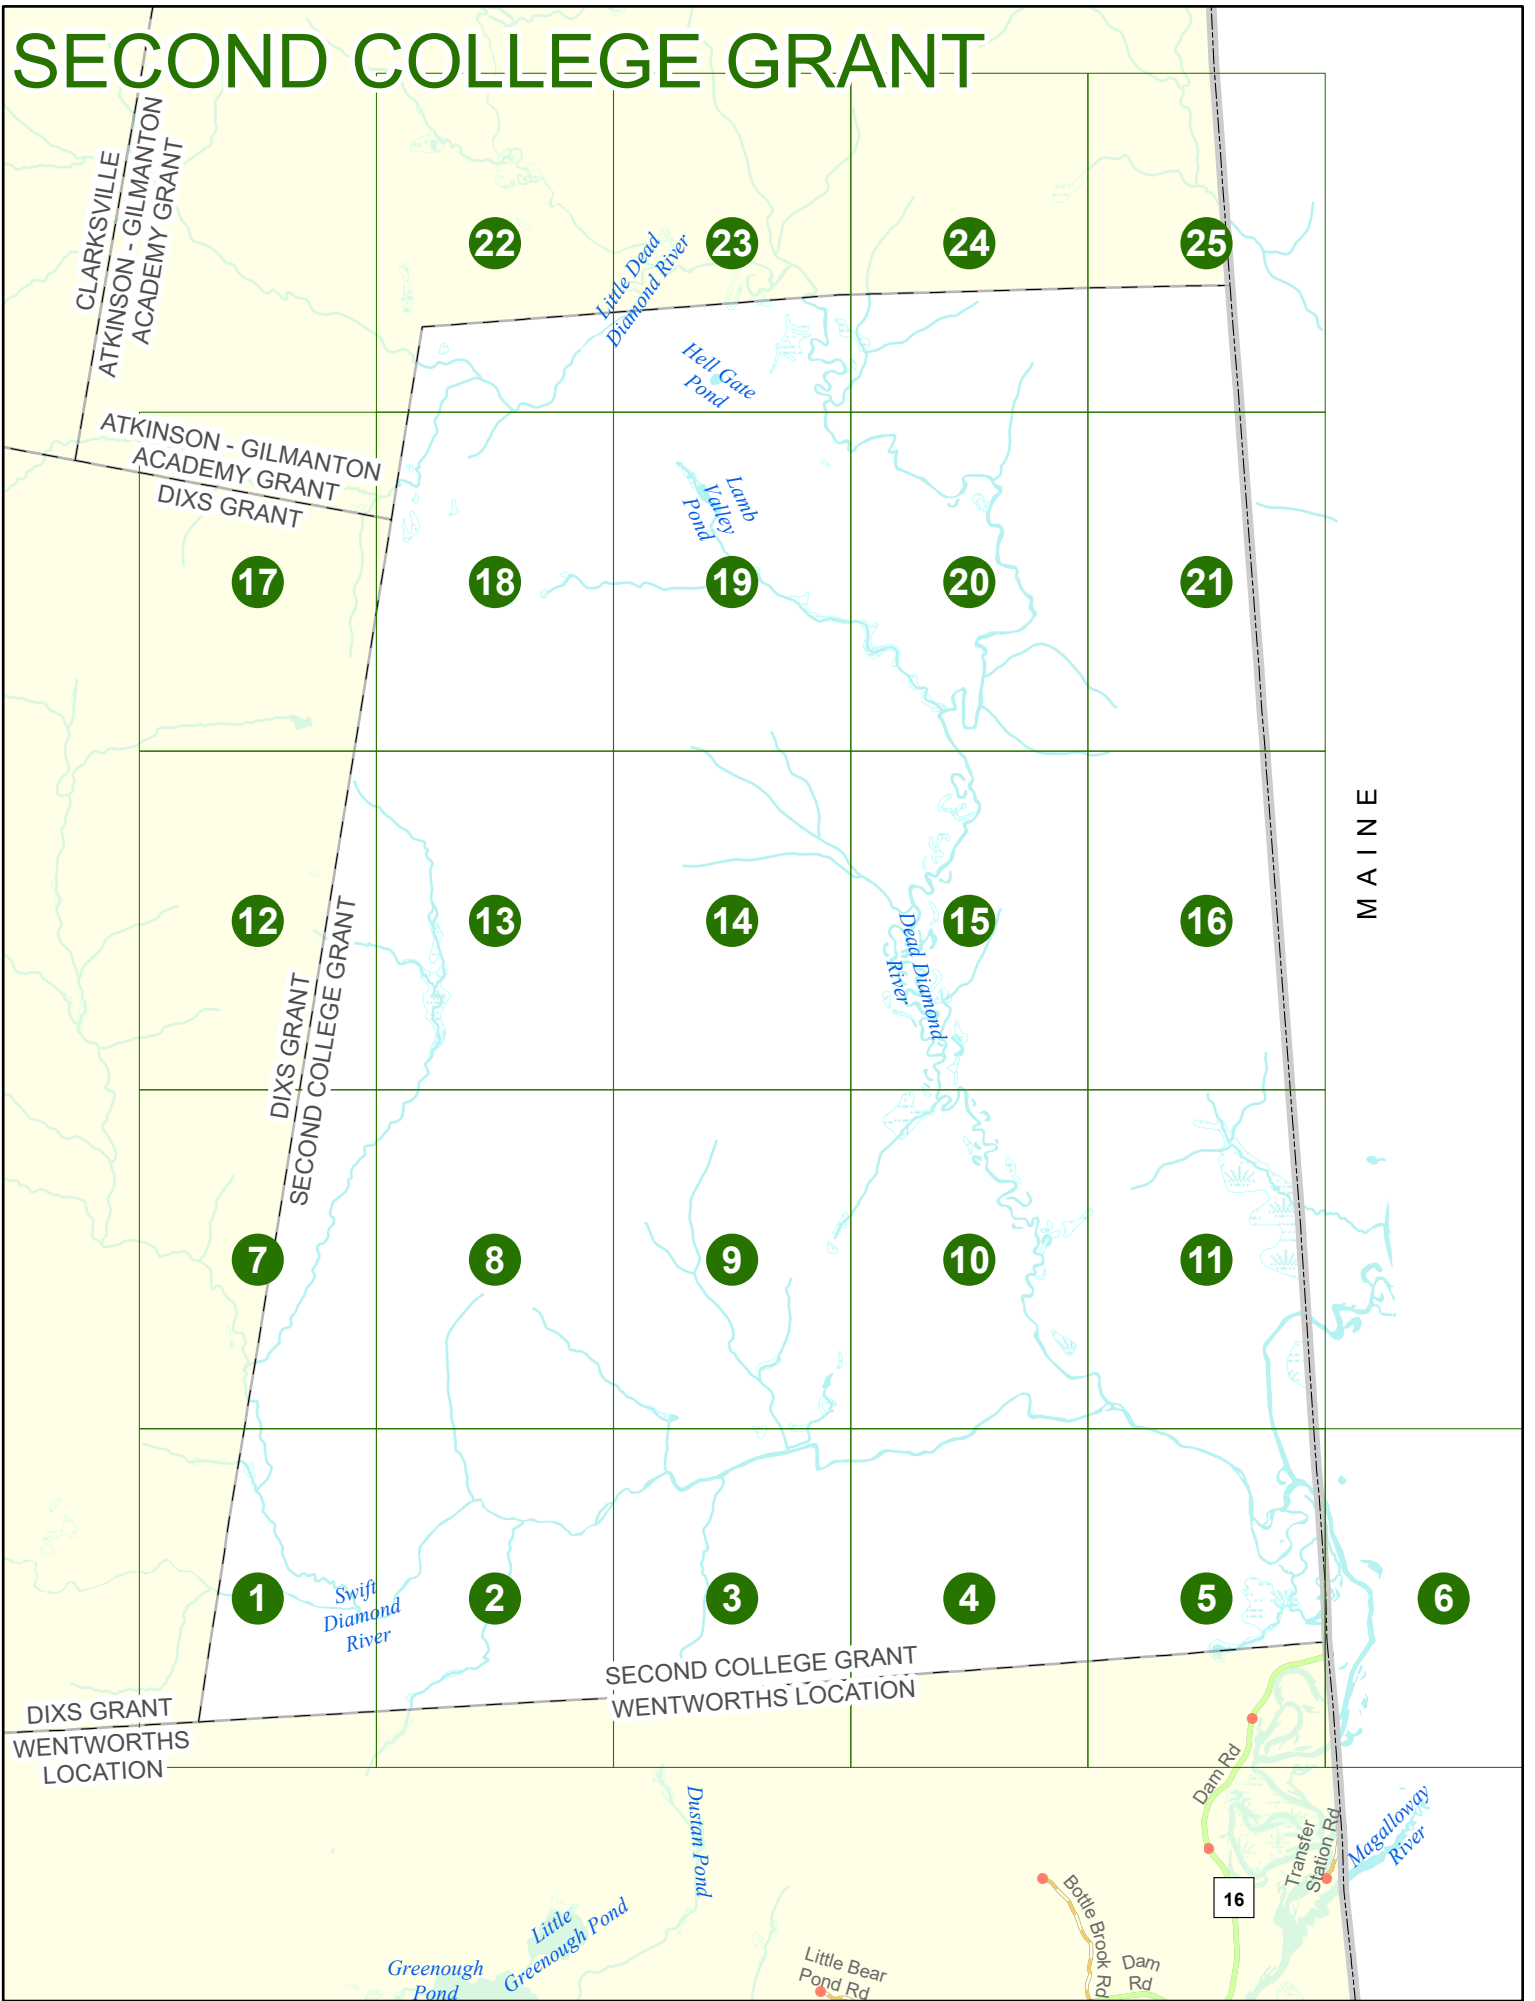 SECOND COLLEGE GRANT
CLARKSVILLE
ATKINSON - GILMANTON
ACADEMY GRANT
22
23
24
25
Little Dead
Diamond River
Hell Gate
Pond
ATKINSON - GILMANTON
ACADEMY GRANT
DIXS GRANT
Lamb
Valley
Pond
17
18
19
20
21
MAINE
12
13
14
15
16
Dead Diamond
River
DIXS GRANT
SECOND COLLEGE GRANT
7
8
9
10
11
1
2
3
4
5
6
Swift
Diamond
River
SECOND COLLEGE GRANT
WENTWORTHS LOCATION
DIXS GRANT
WENTWORTHS
LOCATION
Dam Rd
Dustan Pond
Transfer
Station Rd
Magalloway
River
16
Bottle Brook Rd
Little
Greenough Pond
Greenough
Pond
Little Bear
Pond Rd
Dam
Rd